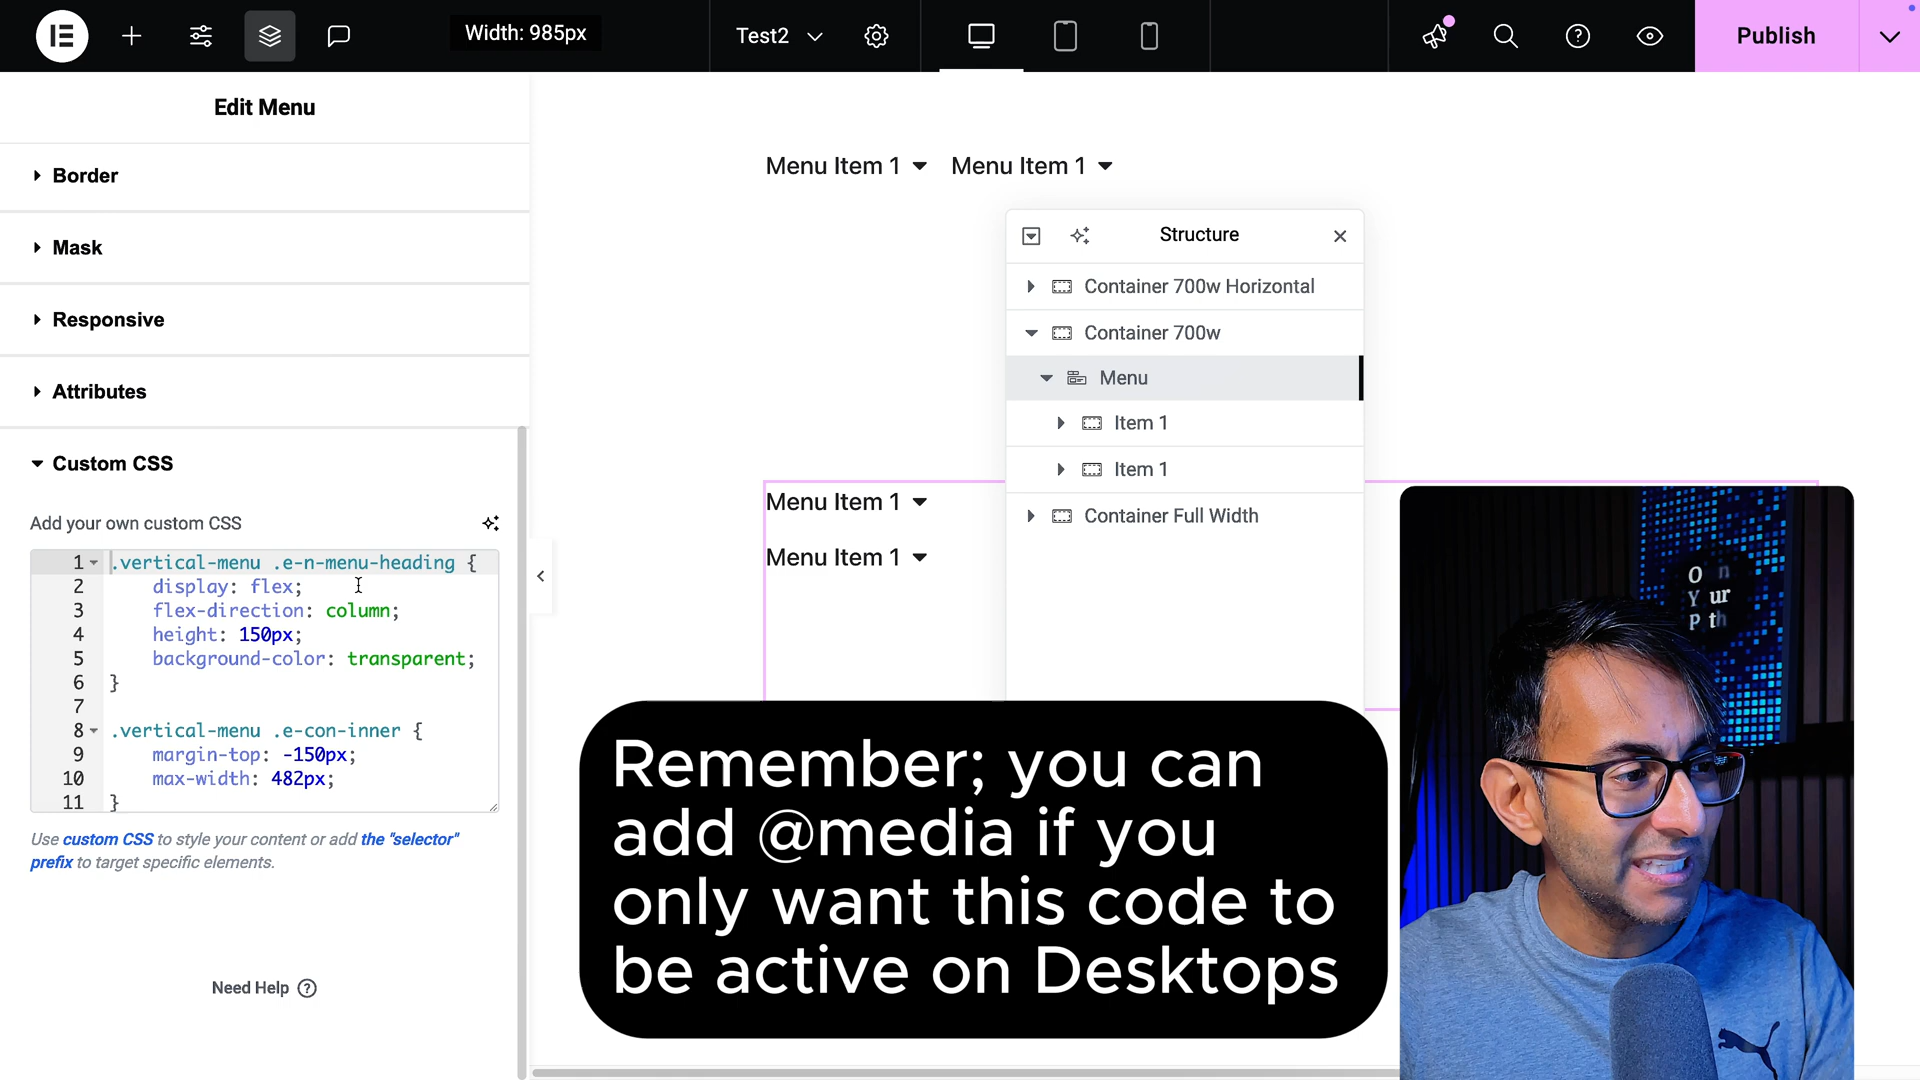 Width: 985px
Test2
Publish
Edit Menu
Border
Mask
Responsive
Attributes
Custom CSS
Add your own custom CSS
1 .vertical-menu .e-n-menu-heading {
2 display: flex;
3 flex-direction: column;
4 height: 150px;
5 background-color: transparent;
6 }
7
8 .vertical-menu .e-con-inner {
9 margin-top: -150px;
10 max-width: 482px;
11 }
Use custom CSS to style your content or add the "selector"
prefix to target specific elements.
Need Help
Menu Item 1 Menu Item 1
Structure
Container 700w Horizontal
Container 700w
Menu
Item 1
Item 1
Container Full Width
Menu Item 1
Menu Item 1
Remember; you can
add @media if you
only want this code to
be active on Desktops
O n
Y ur
P th